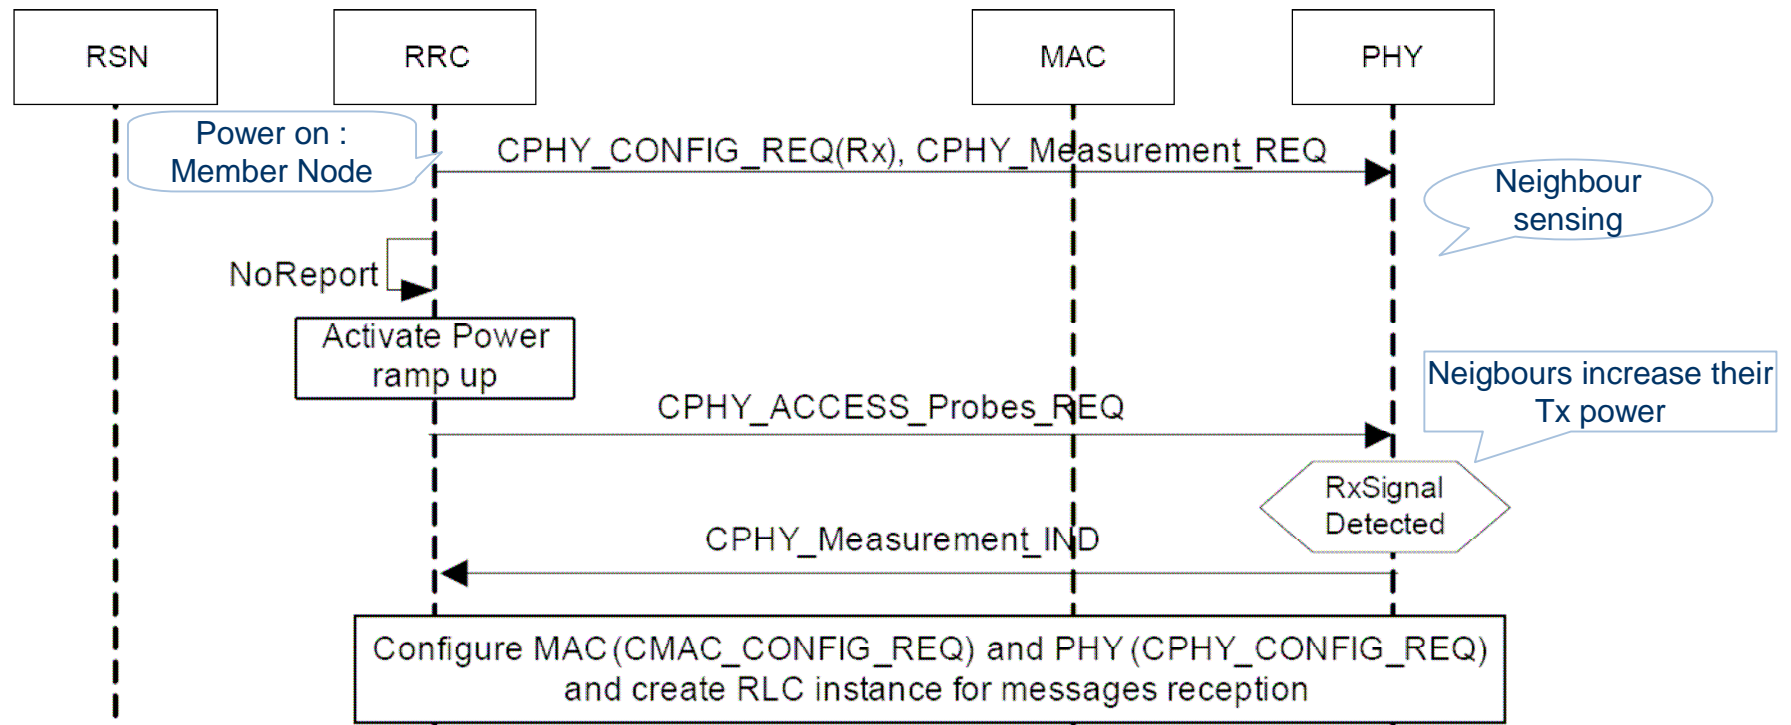 RSN
RRC
MAC
PHY
Power on :
Member Node
CPHY_CONFIG_REQ(Rx), CPHY_Measurement_REQ
Neighbour
sensing
NoReport
Activate Power
ramp up
Neigbours increase their
Tx power
CPHY_ACCESS_Probes_REQ
RxSignal
Detected
CPHY_Measurement_IND
Configure MAC(CMAC_CONFIG_REQ) and PHY(CPHY_CONFIG_REQ)
and create RLC instance for messages reception